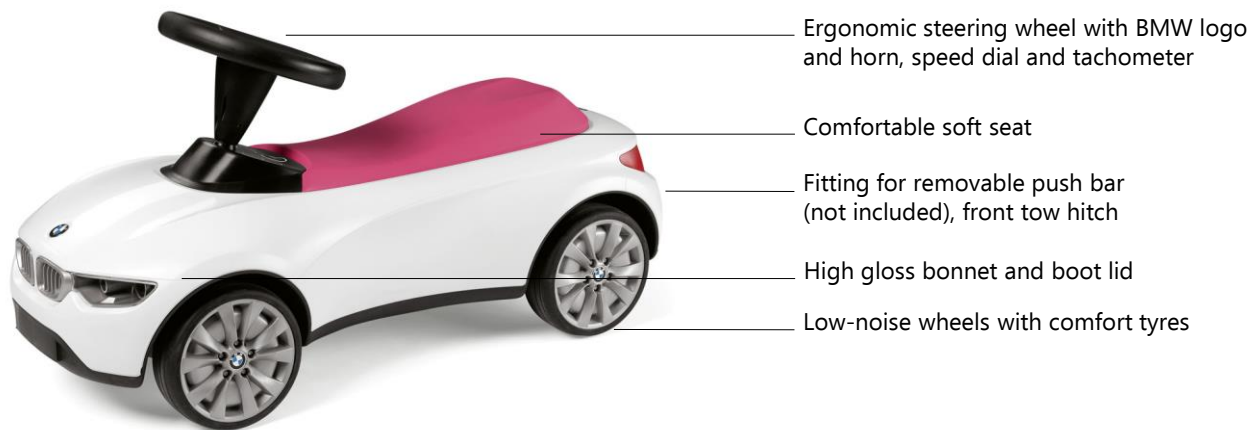 Ergonomic steering wheel with BMW logo
and horn, speed dial and tachometer
Comfortable soft seat
Fitting for removable push bar
(not included), front tow hitch
High gloss bonnet and boot lid
Low-noise wheels with comfort tyres